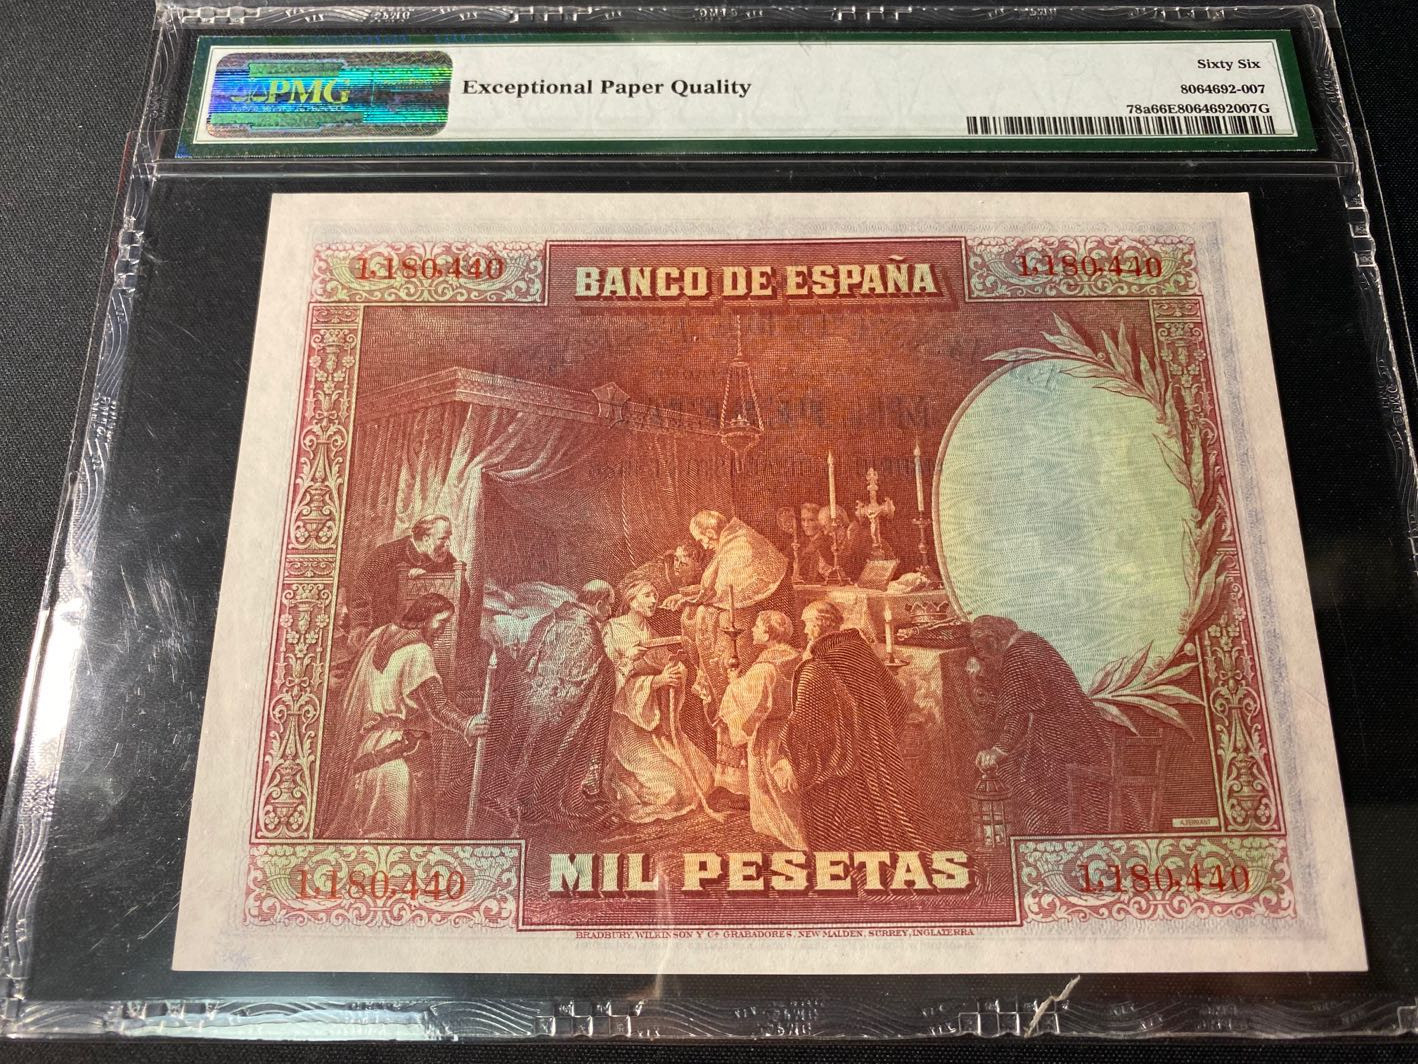 PMG
Exceptional Paper Quality
Sixty Six
8064692-007
78a66E8064692007G
1,180,440
BANCO DE ESPAÑA
1,180,440
MIL PESETAS
1,180,440
1,180,440
BRADBURY, WILKINSON Y Cª GRABADORES, NEW MALDEN, SURREY, INGLATERRA